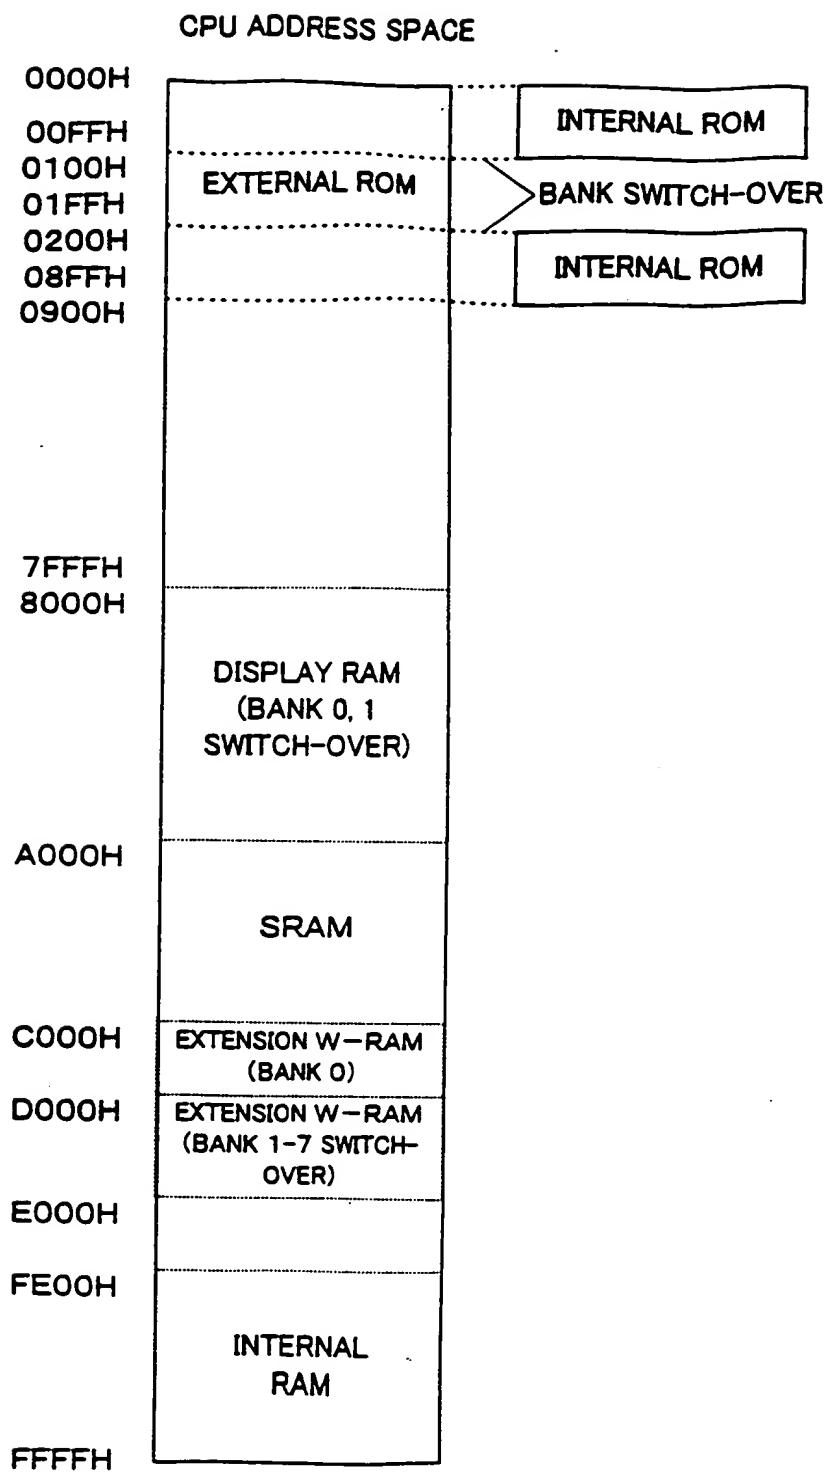 CPU ADDRESS SPACE
0000H
INTERNAL ROM
00FFH
0100H
EXTERNAL ROM
BANK SWITCH-OVER
01FFH
0200H
INTERNAL ROM
08FFH
0900H
7FFFH
8000H
DISPLAY RAM
(BANK 0, 1
SWITCH-OVER)
A000H
SRAM
C000H
EXTENSION W-RAM
(BANK 0)
D000H
EXTENSION W-RAM
(BANK 1-7 SWITCH-
OVER)
E000H
FE00H
INTERNAL
RAM
FFFFH